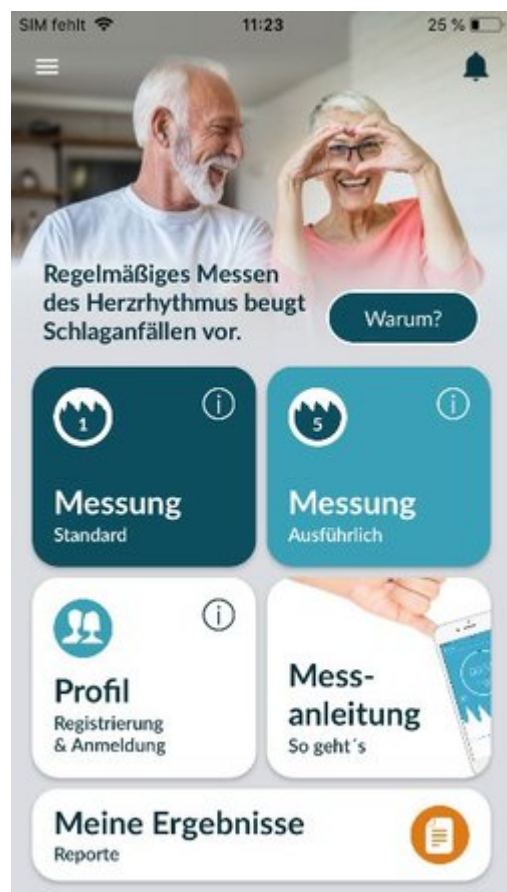 SIM fehlt
11:23
25 %
Regelmäßiges Messen
des Herzrhythmus beugt
Schlaganfällen vor.
Warum?
1
Messung
Standard
5
Messung
Ausführlich
Profil
Registrierung
& Anmeldung
Mess-
anleitung
So geht´s
Meine Ergebnisse
Reporte